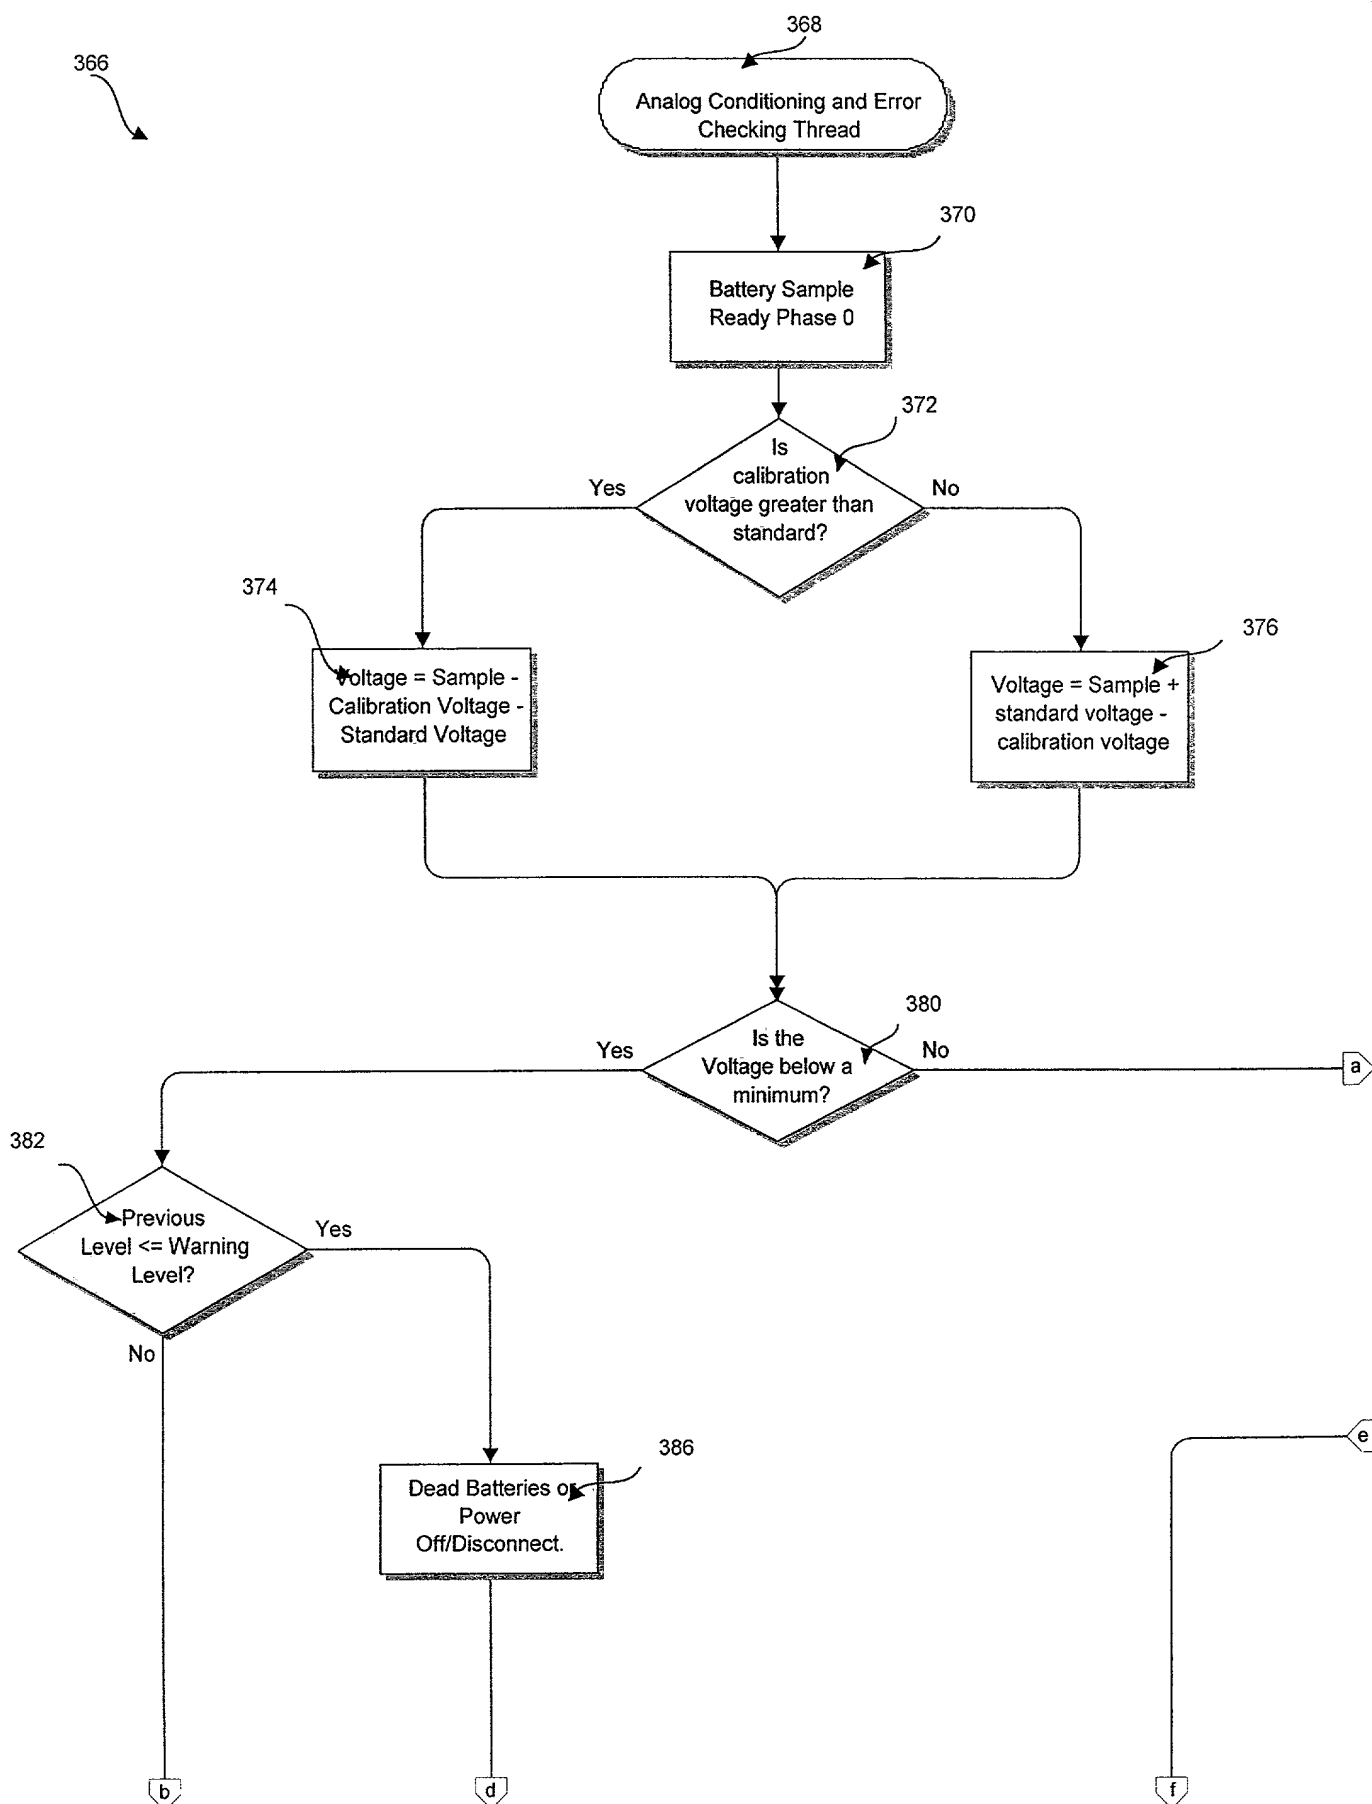 368
366
Analog Conditioning and Error
Checking Thread
370
Battery Sample
Ready Phase 0
372
Is
calibration
voltage greater than
standard?
Yes
No
374
376
Voltage = Sample -
Calibration Voltage -
Standard Voltage
Voltage = Sample +
standard voltage -
calibration voltage
380
Is the
Voltage below a
minimum?
Yes
No
a
382
Previous
Level <= Warning
Level?
Yes
No
e
386
Dead Batteries or
Power
Off/Disconnect.
b
d
f